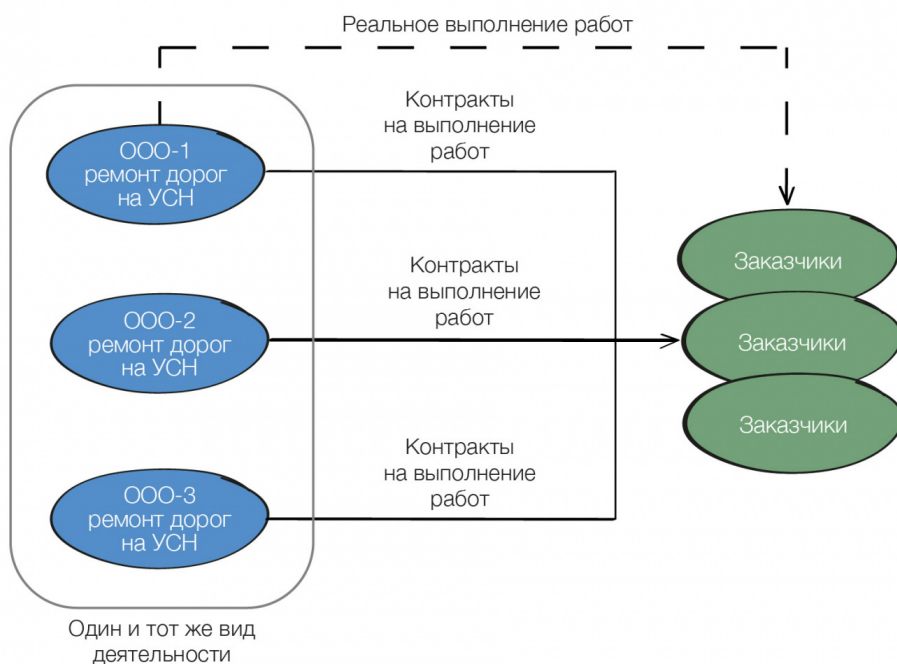 Реальное выполнение работ
Контракты
на выполнение
работ
ООО-1
ремонт дорог
на УСН
Заказчики
Контракты
на выполнение
работ
ООО-2
ремонт дорог
на УСН
Заказчики
Заказчики
Контракты
на выполнение
работ
ООО-3
ремонт дорог
на УСН
Один и тот же вид
деятельности